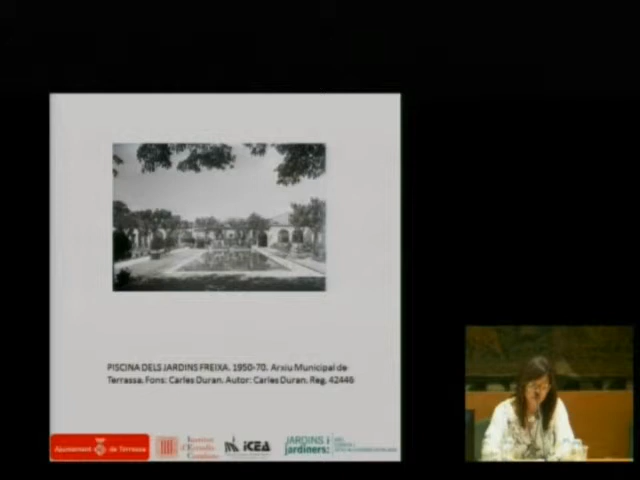 PISCINA DELS JARDINS FREIXA. 1950-70. Arxiu Municipal de
Terrassa. Fons: Carles Duran. Autor: Carles Duran. Reg. 42446
Ajuntament de Terrassa
Institut
d'Estudis
Catalans
ICEA
JARDINS i
jardiners: